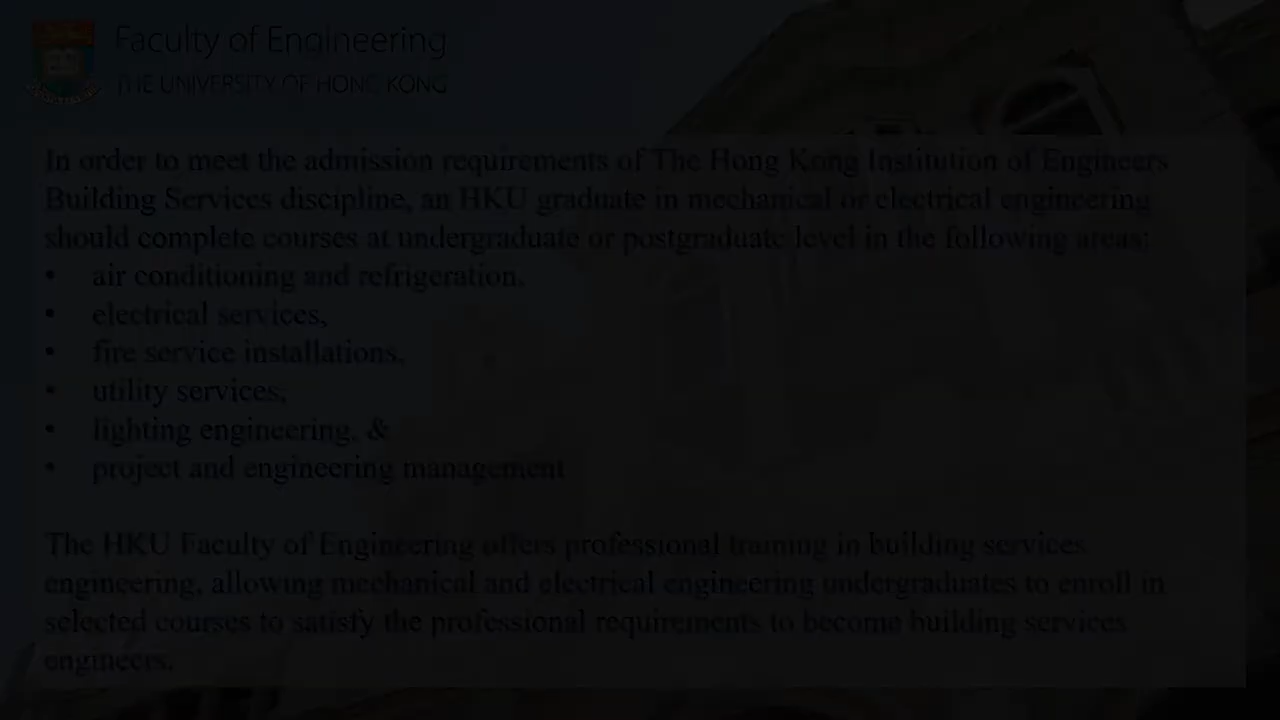 Faculty of Engineering
THE UNIVERSITY OF HONG KONG
In order to meet the admission requirements of The Hong Kong Institution of Engineers
Building Services discipline, an HKU graduate in mechanical or electrical engineering
should complete courses at undergraduate or postgraduate level in the following areas:
• air conditioning and refrigeration,
• electrical services,
• fire service installations,
• utility services,
• lighting engineering, &
• project and engineering management
The HKU Faculty of Engineering offers professional training in building services
engineering, allowing mechanical and electrical engineering undergraduates to enroll in
selected courses to satisfy the professional requirements to become building services
engineers.